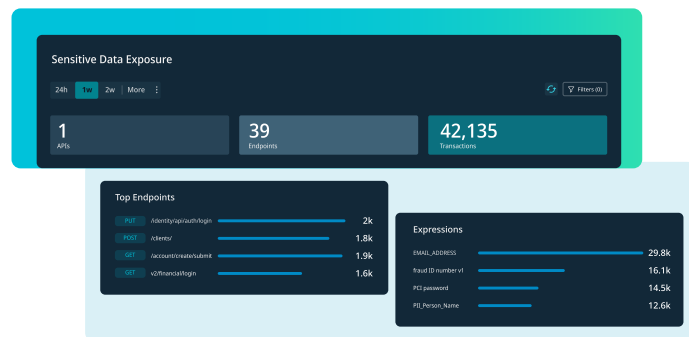 Sensitive Data Exposure
24h 1w 2w More
Filters (0)
1
APIs
39
Endpoints
42,135
Transactions
Top Endpoints
PUT /identity/api/auth/login 2k
POST /clients/ 1.8k
GET /account/create/submit 1.9k
GET v2/financial/login 1.6k
Expressions
EMAIL_ADDRESS 29.8k
fraud ID number v1 16.1k
PCI password 14.5k
PII_Person_Name 12.6k